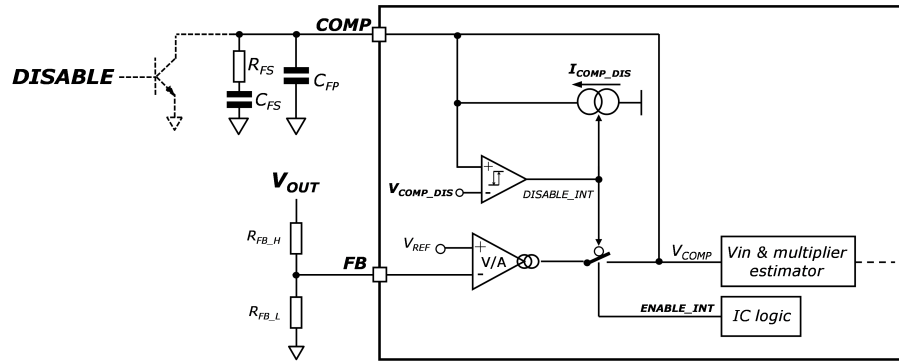 COMP
DISABLE
R_FS
C_FS
C_FP
I_COMP_DIS
+
V_COMP_DIS
-
DISABLE_INT
V_OUT
R_FB_H
FB
R_FB_L
V_REF
+
V/A
-
V_COMP
Vin & multiplier
estimator
ENABLE_INT
IC logic